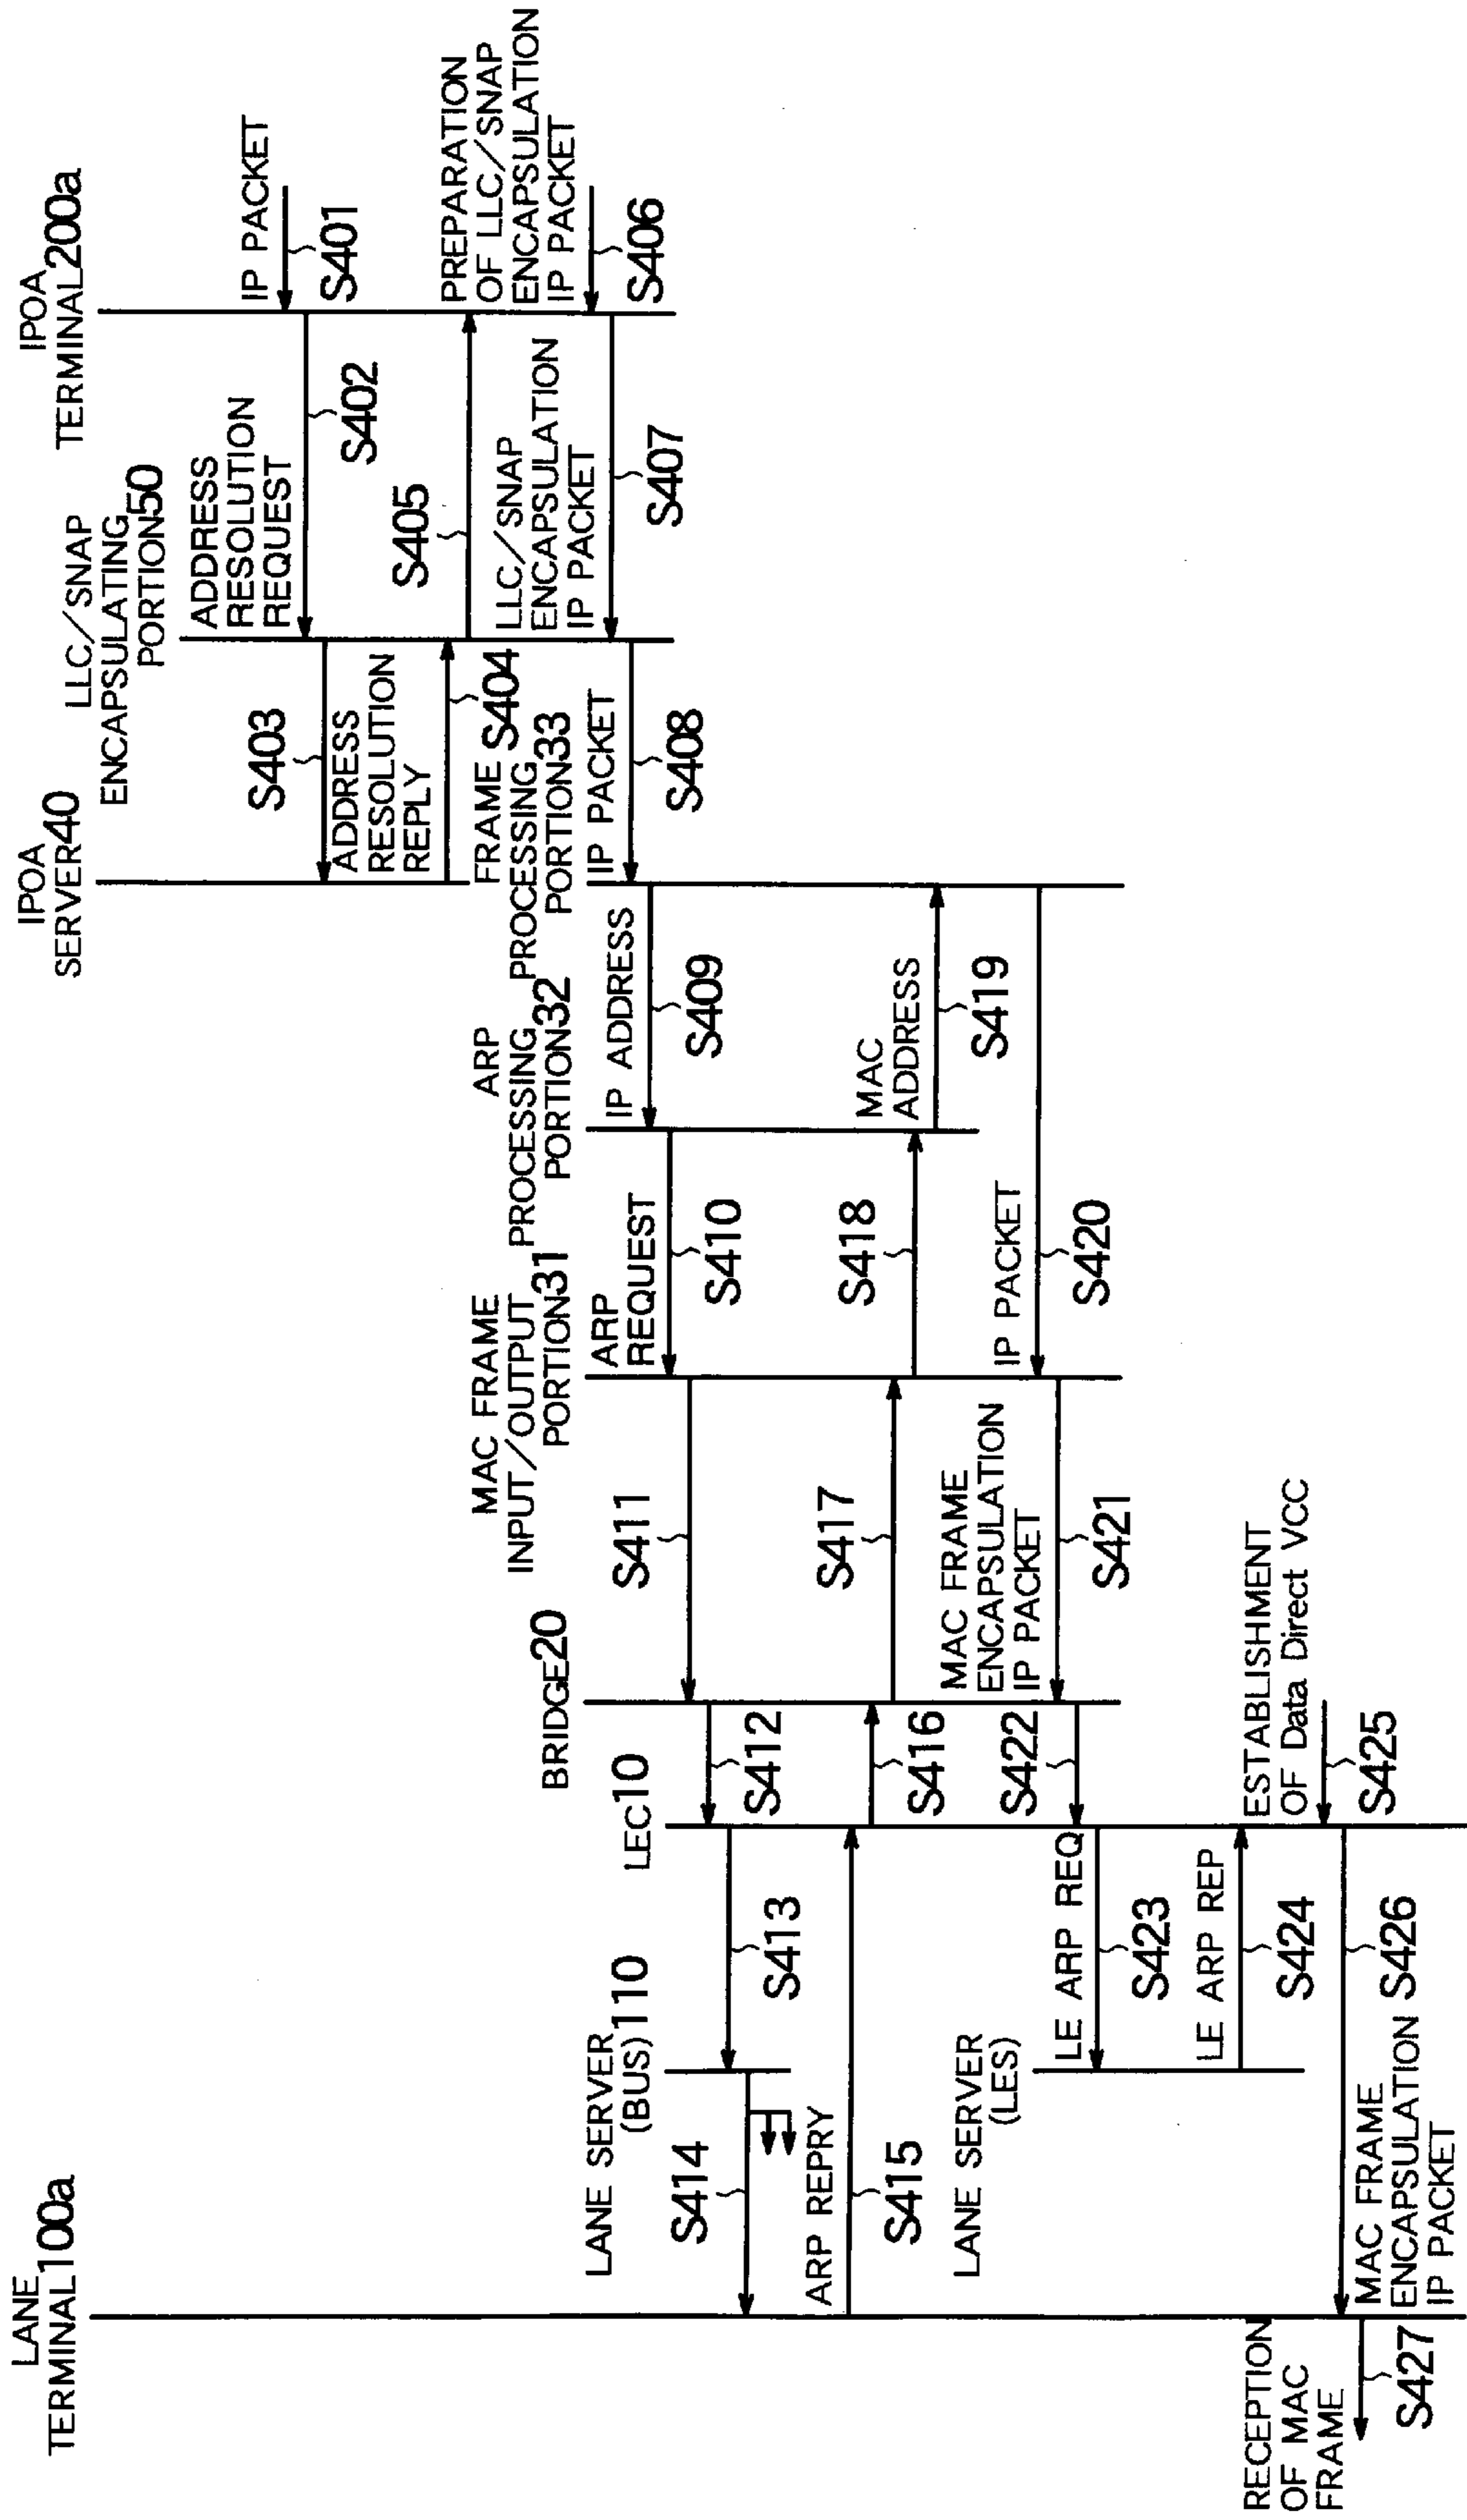 LANE
TERMINAL100a
IPOA
SERVER40
LLC/SNAP
ENCAPSULATING
PORTION50
IPOA
TERMINAL200a
IP PACKET
S401
ADDRESS
RESOLUTION
REQUEST
S402
S403
ADDRESS
RESOLUTION
REPLY
S404
S405
PREPARATION
OF LLC/SNAP
ENCAPSULATION
IP PACKET
S406
LLC/SNAP
ENCAPSULATION
IP PACKET
S407
LANE SERVER
(BUS)110
LEC10
BRIDGE20
MAC FRAME
INPUT/OUTPUT
PORTION31
ARP
PROCESSING
PORTION32
FRAME
PROCESSING
PORTION33
IP PACKET
S408
IP ADDRESS
S409
ARP
REQUEST
S410
S411
S412
S413
S414
ARP REPRY
S415
S416
S417
S418
MAC
ADDRESS
S419
IP PACKET
S420
MAC FRAME
ENCAPSULATION
IP PACKET
S421
S422
LANE SERVER
(LES)
LE ARP REQ
S423
LE ARP REP
S424
ESTABLISHMENT
OF Data Direct VCC
S425
S426
MAC FRAME
ENCAPSULATION
IP PACKET
RECEPTION
OF MAC
FRAME
S427